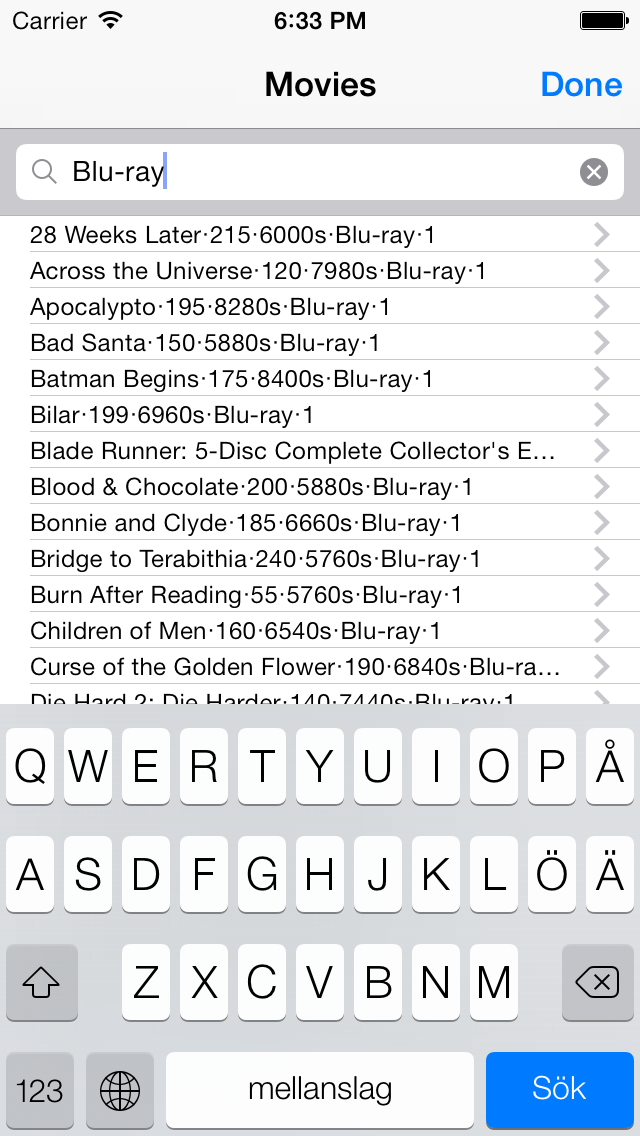 Carrier 6:33 PM
Movies Done
Blu-ray
28 Weeks Later·215·6000s·Blu-ray·1
Across the Universe·120·7980s·Blu-ray·1
Apocalypto·195·8280s·Blu-ray·1
Bad Santa·150·5880s·Blu-ray·1
Batman Begins·175·8400s·Blu-ray·1
Bilar·199·6960s·Blu-ray·1
Blade Runner: 5-Disc Complete Collector's E…
Blood & Chocolate·200·5880s·Blu-ray·1
Bonnie and Clyde·185·6660s·Blu-ray·1
Bridge to Terabithia·240·5760s·Blu-ray·1
Burn After Reading·55·5760s·Blu-ray·1
Children of Men·160·6540s·Blu-ray·1
Curse of the Golden Flower·190·6840s·Blu-ra…
Die Hard 2: Die Harder·140·7440s·Blu-ray·1
Q W E R T Y U I O P Å
A S D F G H J K L Ö Ä
Z X C V B N M
123 mellanslag Sök